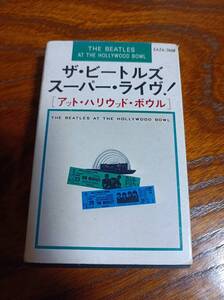 THE BEATLES
AT THE HOLLYWOOD BOWL
ザ・ビートルズ
スーパー・ライヴ!
[アット・ハリウッド・ボウル]
THE BEATLES AT THE HOLLYWOOD BOWL